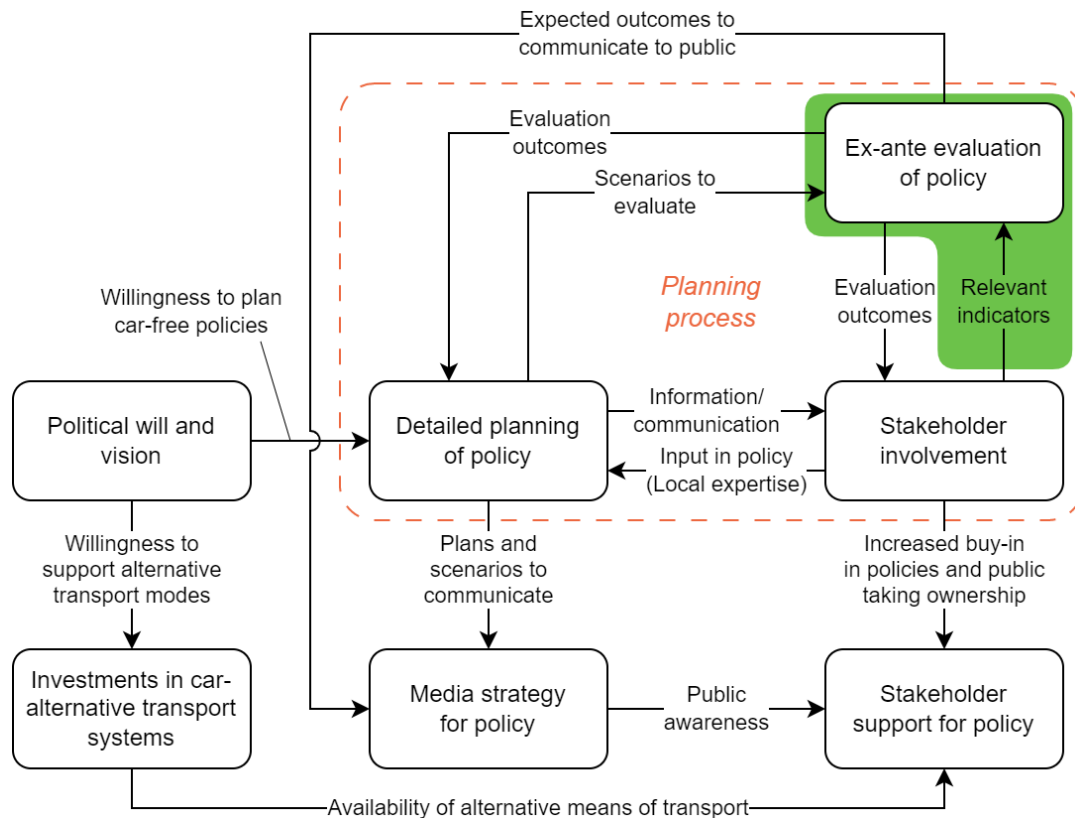 Expected outcomes to
communicate to public
Evaluation
outcomes
Ex-ante evaluation
of policy
Scenarios to
evaluate
Planning
process
Evaluation
outcomes
Relevant
indicators
Willingness to plan
car-free policies
Political will and
vision
Detailed planning
of policy
Information/
communication
Input in policy
(Local expertise)
Stakeholder
involvement
Willingness to
support alternative
transport modes
Plans and
scenarios to
communicate
Increased buy-in
in policies and public
taking ownership
Investments in car-
alternative transport
systems
Media strategy
for policy
Public
awareness
Stakeholder
support for policy
Availability of alternative means of transport